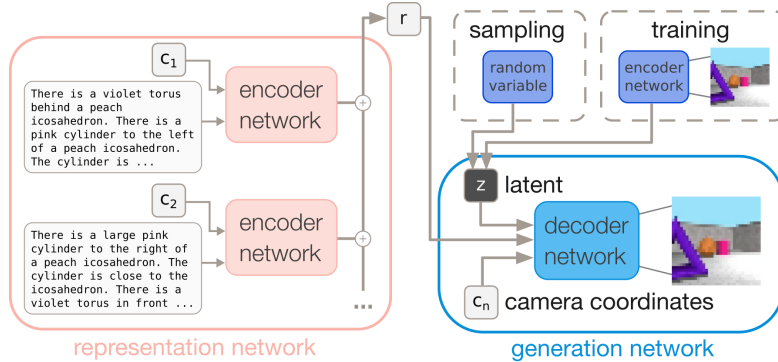 r
sampling
training
c1
random
variable
encoder
network
There is a violet torus
behind a peach
icosahedron. There is a
pink cylinder to the left
of a peach icosahedron.
The cylinder is ...
encoder
network
+
z
latent
c2
There is a large pink
cylinder to the right of
a peach icosahedron. The
cylinder is close to the
icosahedron. There is a
violet torus in front ...
encoder
network
+
...
decoder
network
cn
camera coordinates
representation network
generation network